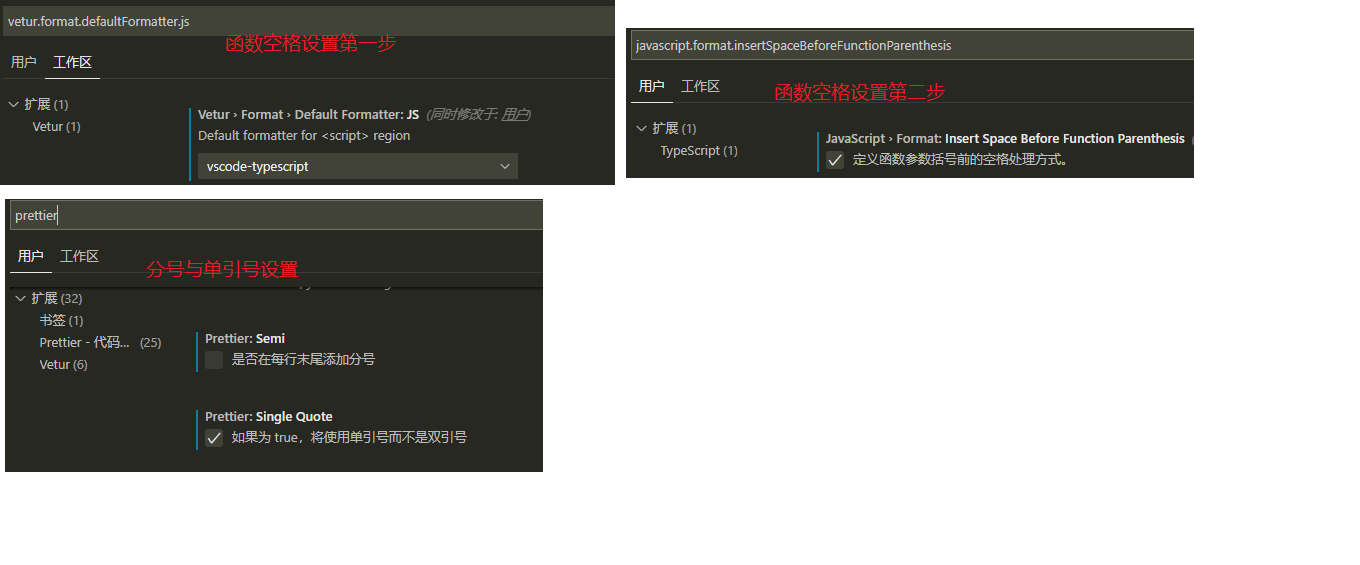 vetur.format.defaultFormatter.js
函数空格设置第一步
用户 工作区
扩展 (1)
Vetur (1)
Vetur › Format › Default Formatter: JS (同时修改于: 用户)
Default formatter for <script> region
vscode-typescript
javascript.format.insertSpaceBeforeFunctionParenthesis
用户 工作区
函数空格设置第二步
扩展 (1)
TypeScript (1)
JavaScript › Format: Insert Space Before Function Parenthesis
定义函数参数括号前的空格处理方式。
prettier
用户 工作区
分号与单引号设置
扩展 (32)
书签 (1)
Prettier - 代码... (25)
Vetur (6)
Prettier: Semi
是否在每行末尾添加分号
Prettier: Single Quote
如果为 true，将使用单引号而不是双引号